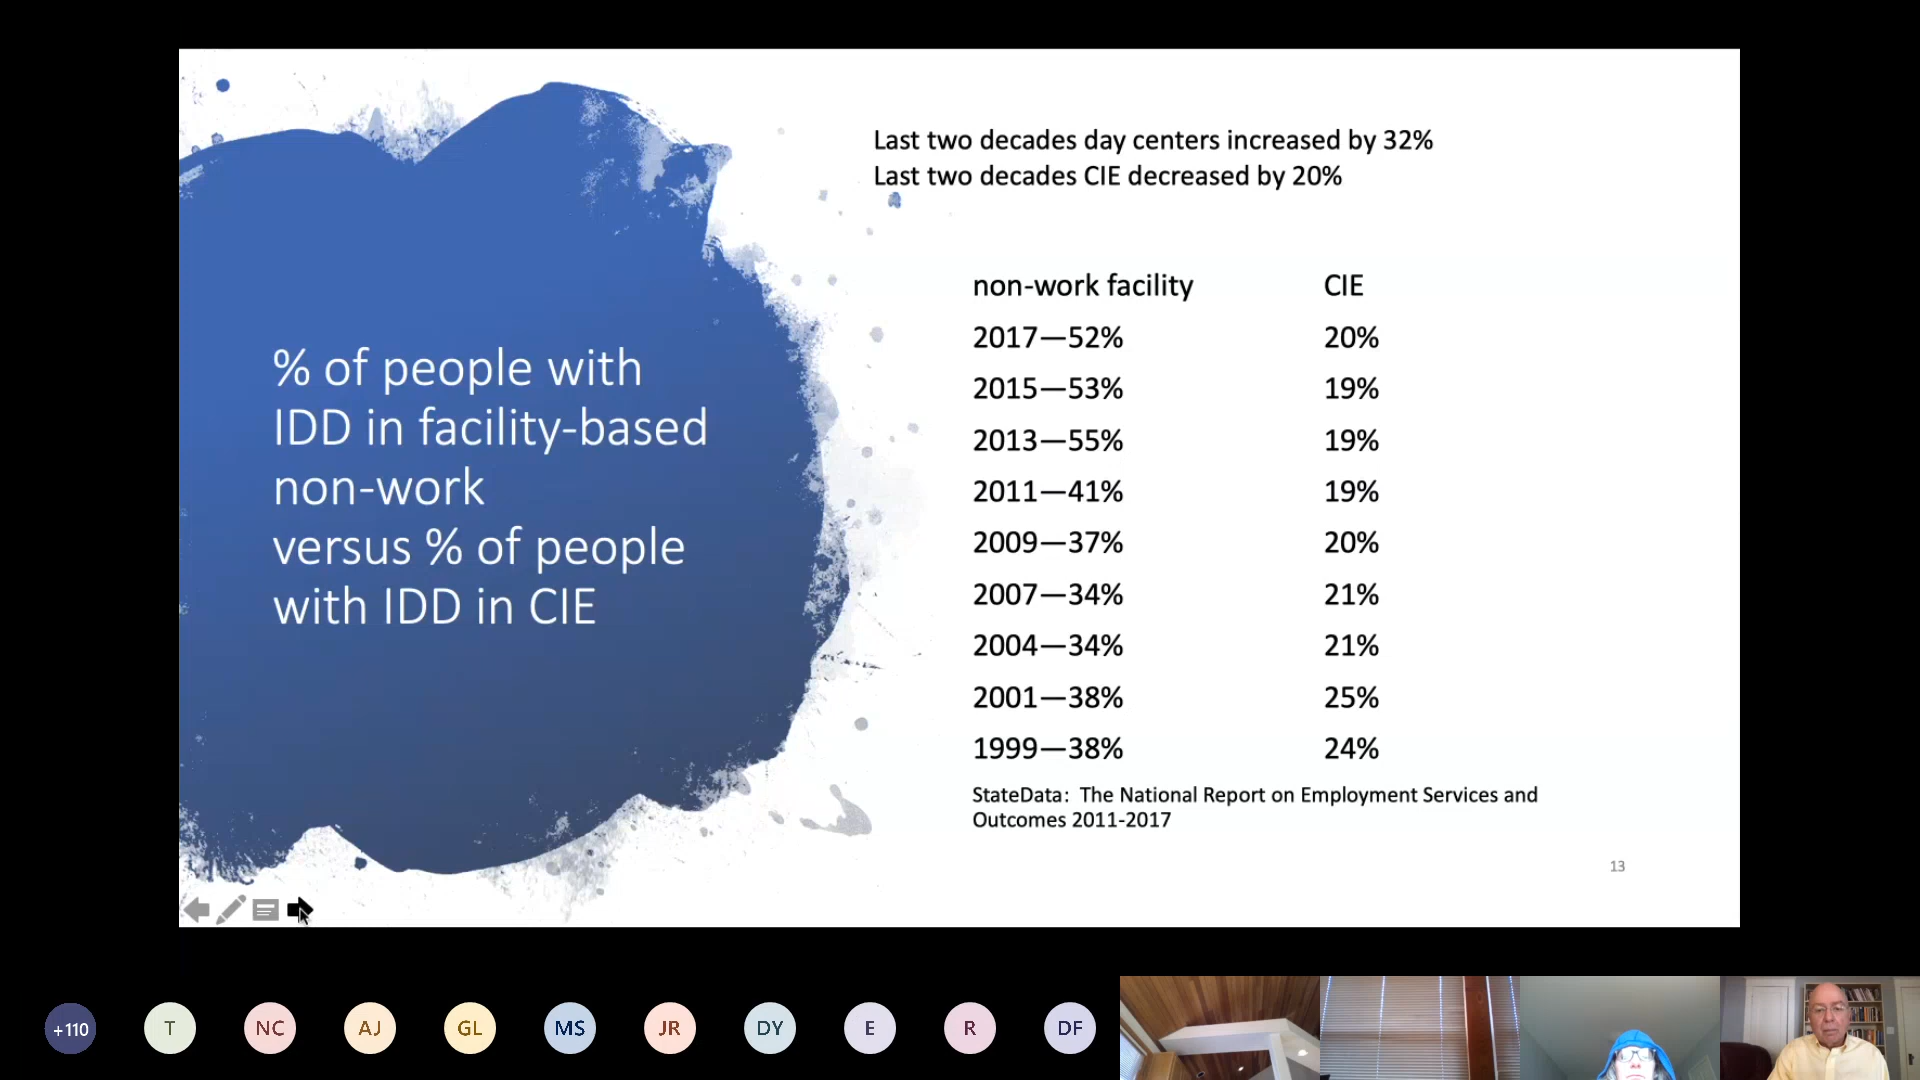 Last two decades day centers increased by 32%
Last two decades CIE decreased by 20%
% of people with
IDD in facility-based
non-work
versus % of people
with IDD in CIE
non-work facility CIE
2017—52% 20%
2015—53% 19%
2013—55% 19%
2011—41% 19%
2009—37% 20%
2007—34% 21%
2004—34% 21%
2001—38% 25%
1999—38% 24%
StateData: The National Report on Employment Services and
Outcomes 2011-2017
13
+110 T NC AJ GL MS JR DY E R DF